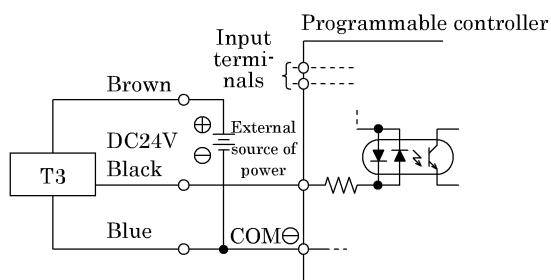 Programmable controller
Input
termi-
nals
Brown
⊕
DC24V
External
source of
power
⊖
Black
T3
Blue
COM⊖